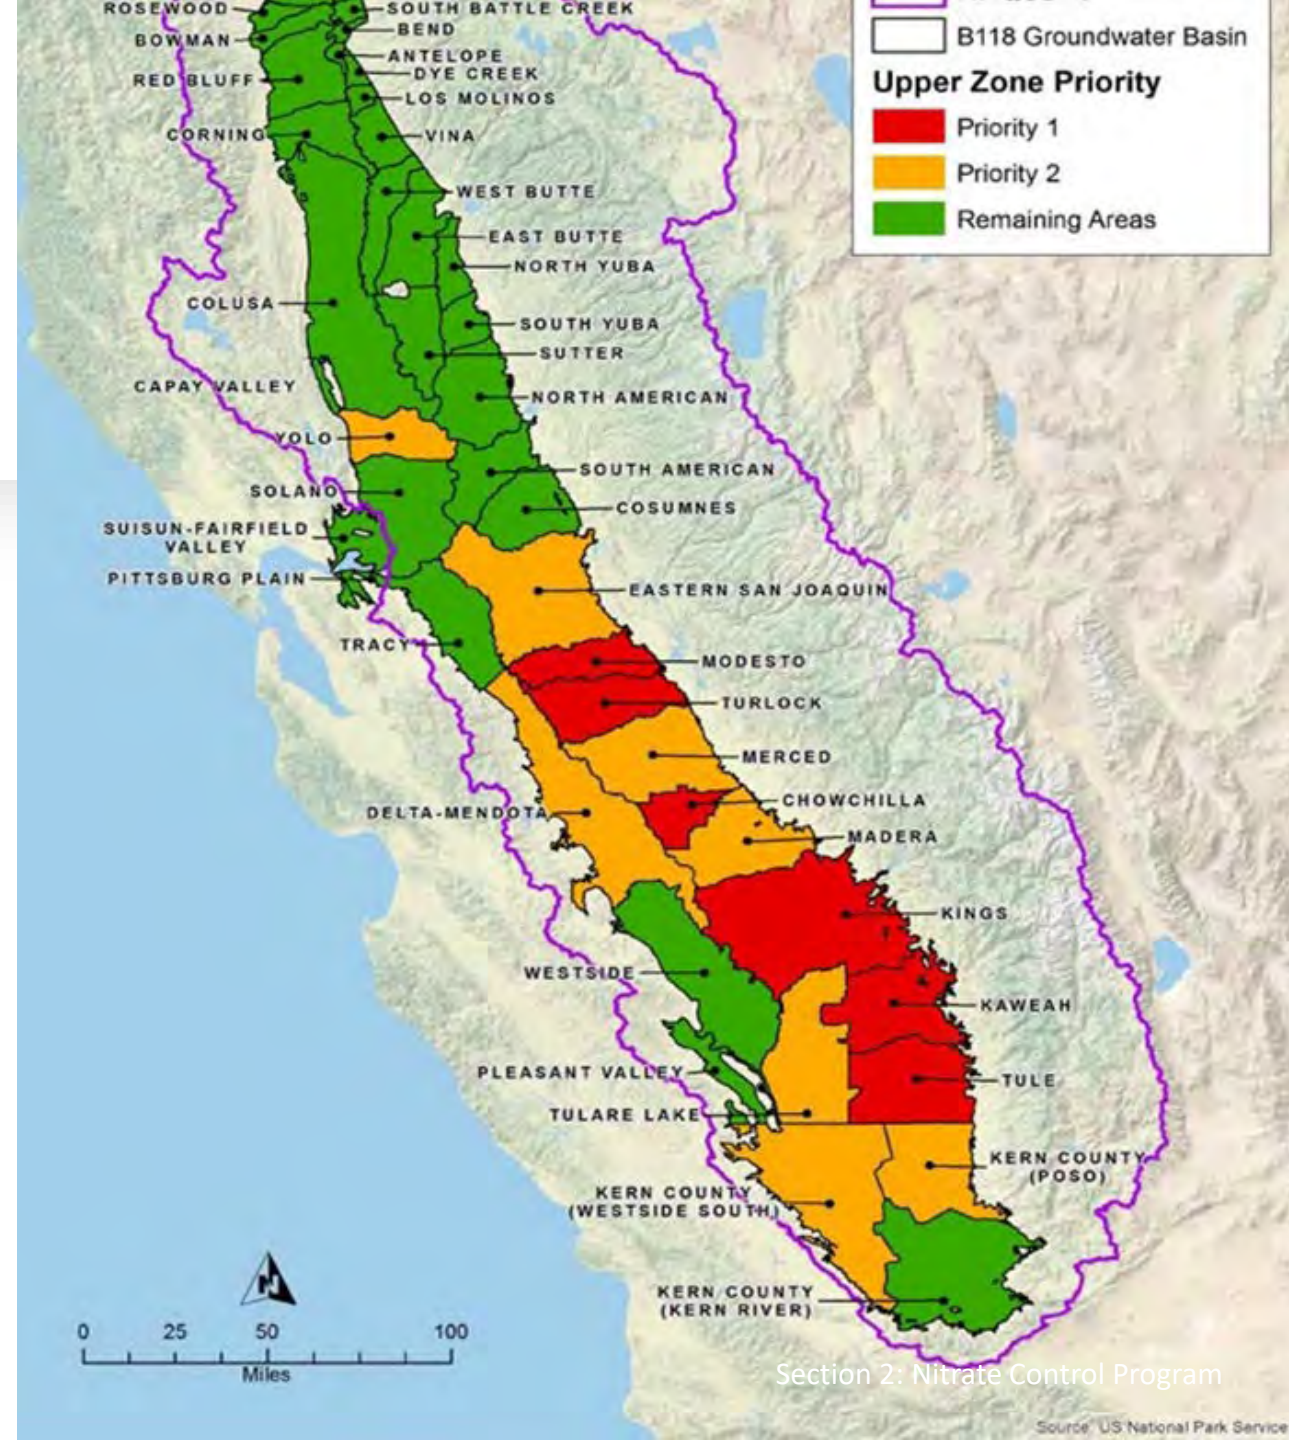 ROSEWOOD
SOUTH BATTLE CREEK
BOWMAN
BEND
ANTELOPE
RED BLUFF
DYE CREEK
LOS MOLINOS
CORNING
VINA
WEST BUTTE
EAST BUTTE
NORTH YUBA
COLUSA
SOUTH YUBA
SUTTER
CAPAY VALLEY
NORTH AMERICAN
YOLO
SOUTH AMERICAN
SOLANO
COSUMNES
SUISUN-FAIRFIELD
VALLEY
PITTSBURG PLAIN
EASTERN SAN JOAQUIN
TRACY
MODESTO
TURLOCK
MERCED
CHOWCHILLA
DELTA-MENDOTA
MADERA
KINGS
WESTSIDE
KAWEAH
PLEASANT VALLEY
TULE
TULARE LAKE
KERN COUNTY
(POSO)
KERN COUNTY
(WESTSIDE SOUTH)
KERN COUNTY
(KERN RIVER)
B118 Groundwater Basin
Upper Zone Priority
Priority 1
Priority 2
Remaining Areas
N
0 25 50 100
Miles
Section 2: Nitrate Control Program
Source: US National Park Service